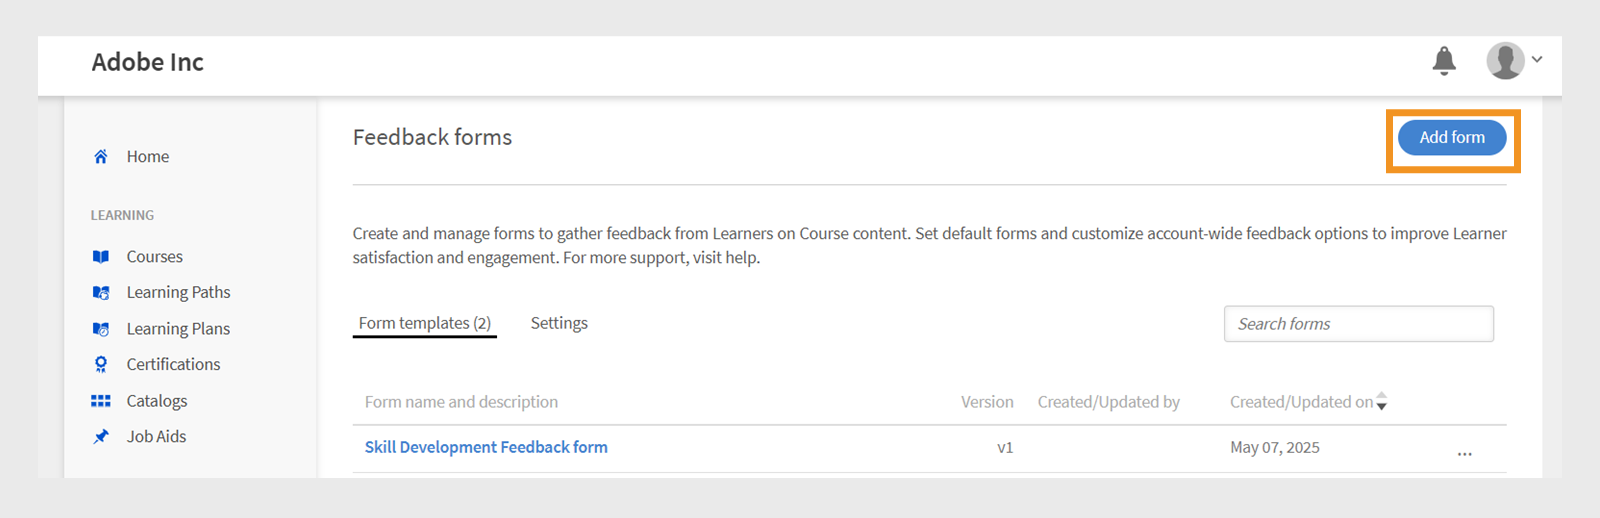 Adobe Inc
Home
LEARNING
Courses
Learning Paths
Learning Plans
Certifications
Catalogs
Job Aids
Feedback forms
Add form
Create and manage forms to gather feedback from Learners on Course content. Set default forms and customize account-wide feedback options to improve Learner
satisfaction and engagement. For more support, visit help.
Form templates (2) Settings
Search forms
Form name and description Version Created/Updated by Created/Updated on
Skill Development Feedback form v1 May 07, 2025 ...